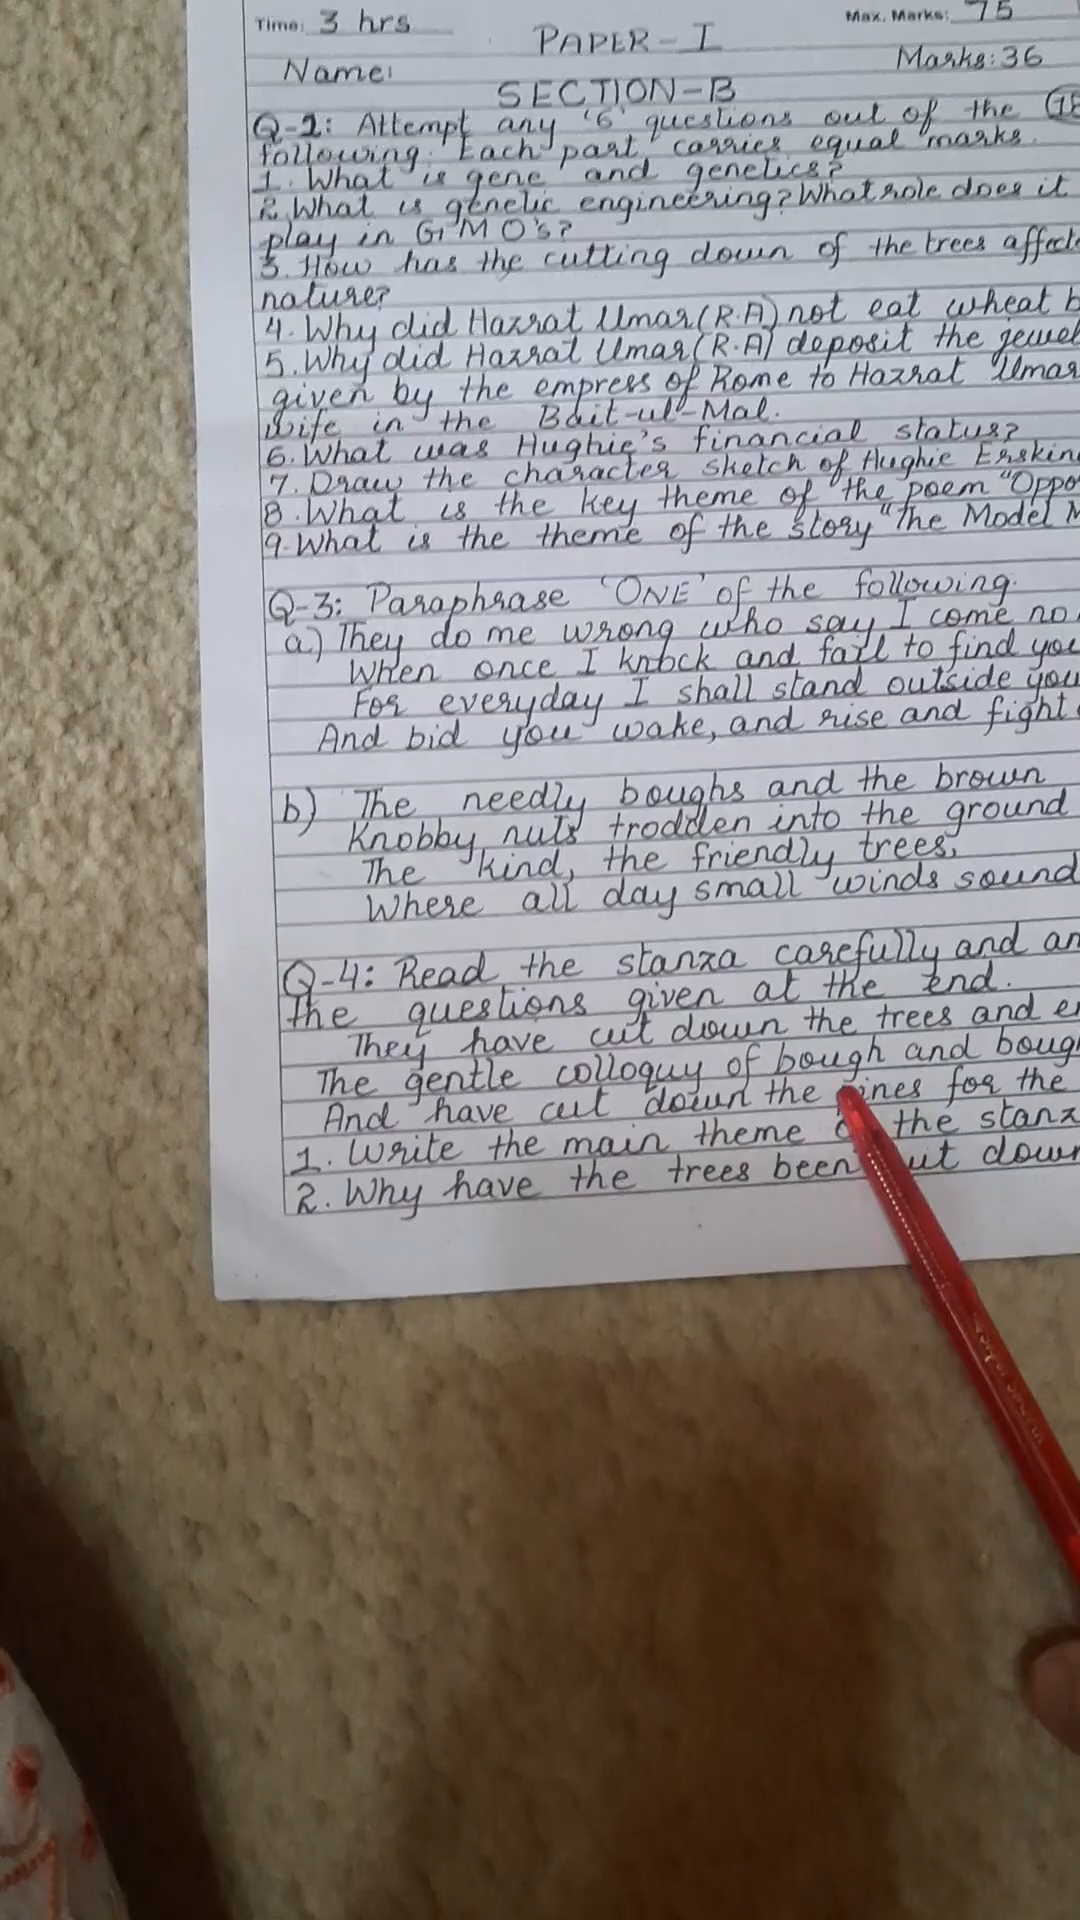 Time: 3 hrs
Max. Marks: 75
PAPER-I
Name:
Marks: 36
SECTION-B
Q-2: Attempt any '6' questions out of the
following. Each part carries equal marks.
1. What is gene and genetics?
2. What is genetic engineering? What role does it
play in GMO's?
3. How has the cutting down of the trees affect
nature?
4. Why did Hazrat Umar (R.A) not eat wheat
5. Why did Hazrat Umar (R.A) deposit the jewel
given by the empress of Rome to Hazrat Umar
wife in the Bait-ul-Mal.
6. What was Hughie's financial status?
7. Draw the character sketch of Hughie Erskin
8. What is the key theme of the poem "Oppo
9. What is the theme of the story "The Model M
Q-3: Paraphrase 'ONE' of the following.
a) They do me wrong who say I come no
When once I knock and fail to find you
For everyday I shall stand outside you
And bid you wake, and rise and fight
b) The needly boughs and the brown
Knobby nuts trodden into the ground
The kind, the friendly trees,
Where all day small winds sound
Q-4: Read the stanza carefully and an
the questions given at the end.
They have cut down the trees and e
The gentle colloquy of bough and boug
And have cut down the pines for the
1. Write the main theme the stanz
2. Why have the trees been cut down